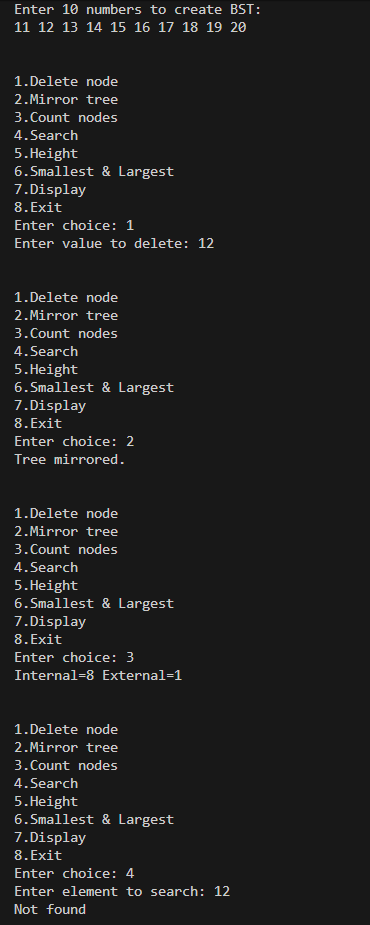 Enter 10 numbers to create BST:
11 12 13 14 15 16 17 18 19 20
1.Delete node
2.Mirror tree
3.Count nodes
4.Search
5.Height
6.Smallest & Largest
7.Display
8.Exit
Enter choice: 1
Enter value to delete: 12
1.Delete node
2.Mirror tree
3.Count nodes
4.Search
5.Height
6.Smallest & Largest
7.Display
8.Exit
Enter choice: 2
Tree mirrored.
1.Delete node
2.Mirror tree
3.Count nodes
4.Search
5.Height
6.Smallest & Largest
7.Display
8.Exit
Enter choice: 3
Internal=8 External=1
1.Delete node
2.Mirror tree
3.Count nodes
4.Search
5.Height
6.Smallest & Largest
7.Display
8.Exit
Enter choice: 4
Enter element to search: 12
Not found